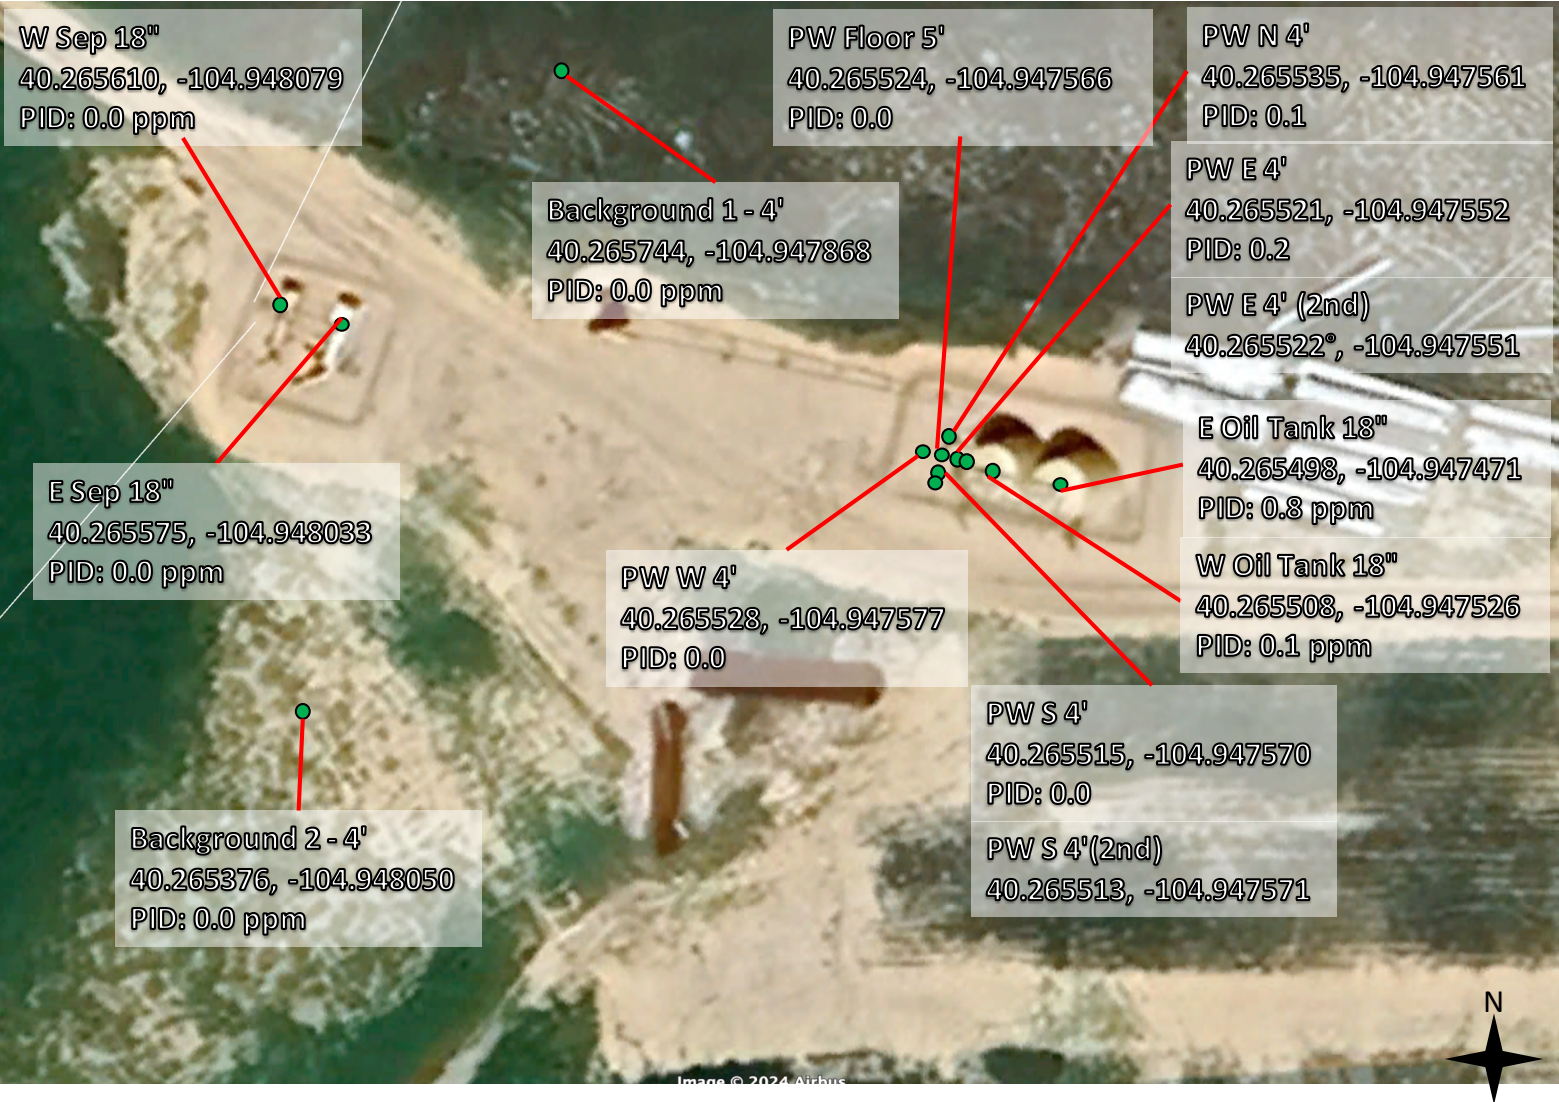 W Sep 18"
40.265610, -104.948079
PID: 0.0 ppm
PW Floor 5'
40.265524, -104.947566
PID: 0.0
PW N 4'
40.265535, -104.947561
PID: 0.1
PW E 4'
40.265521, -104.947552
PID: 0.2
Background 1 - 4'
40.265744, -104.947868
PID: 0.0 ppm
PW E 4' (2nd)
40.265522°, -104.947551
E Oil Tank 18"
40.265498, -104.947471
PID: 0.8 ppm
E Sep 18"
40.265575, -104.948033
PID: 0.0 ppm
PW W 4'
40.265528, -104.947577
PID: 0.0
W Oil Tank 18"
40.265508, -104.947526
PID: 0.1 ppm
PW S 4'
40.265515, -104.947570
PID: 0.0
PW S 4'(2nd)
40.265513, -104.947571
Background 2 - 4'
40.265376, -104.948050
PID: 0.0 ppm
N
Image © 2024 Airbus